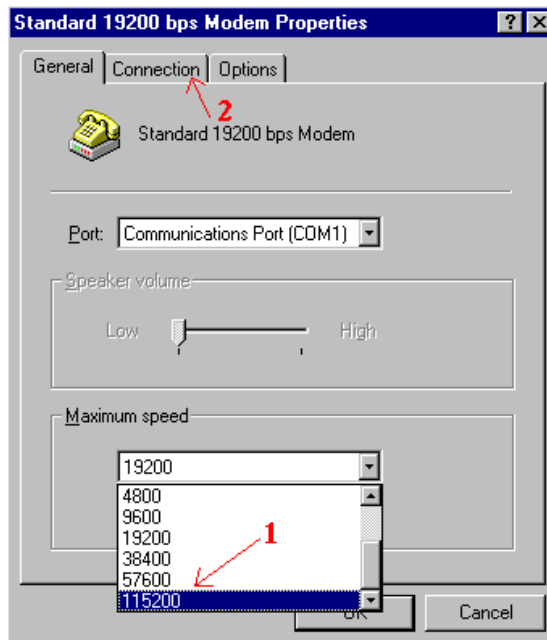 Standard 19200 bps Modem Properties
General Connection Options
2
Standard 19200 bps Modem
Port: Communications Port (COM1)
Speaker volume
Low High
Maximum speed
19200
4800
9600
19200
38400
57600
115200
1
OK Cancel